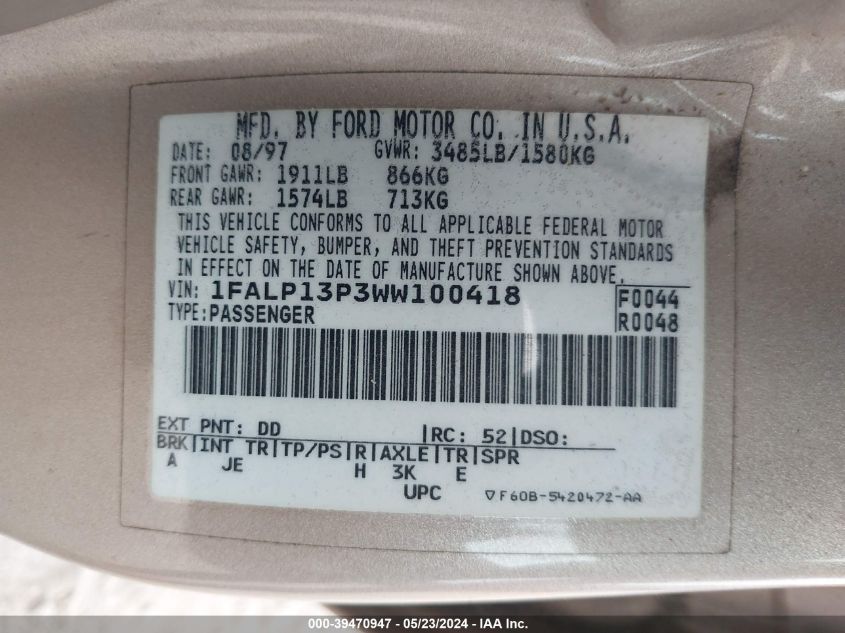 MFD. BY FORD MOTOR CO. IN U.S.A.
DATE: 08/97 GVWR: 3485LB/1580KG
FRONT GAWR: 1911LB 866KG
REAR GAWR: 1574LB 713KG
THIS VEHICLE CONFORMS TO ALL APPLICABLE FEDERAL MOTOR
VEHICLE SAFETY, BUMPER, AND THEFT PREVENTION STANDARDS
IN EFFECT ON THE DATE OF MANUFACTURE SHOWN ABOVE.
VIN: 1FALP13P3WW100418 F0044
TYPE: PASSENGER R0048
EXT PNT: DD |RC: 52|DSO:
BRK|INT TR|TP/PS|R|AXLE|TR|SPR
A JE H 3K E
UPC ▽F60B-5420472-AA
000-39470947 - 05/23/2024 - IAA Inc.